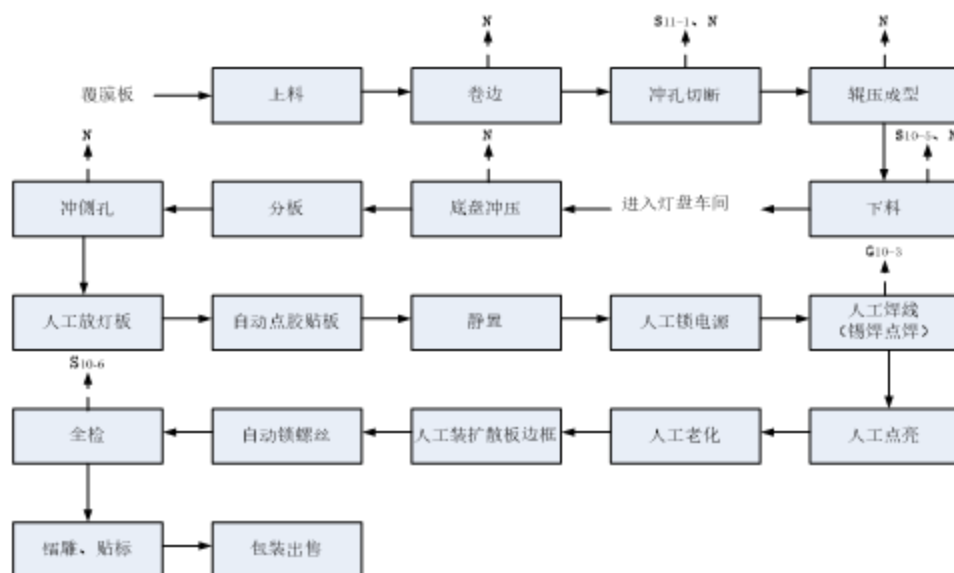 N
S11-1、N
N
覆膜板
上料
卷边
冲孔切断
辊压成型
N
N
S10-5、N
冲侧孔
分板
底盘冲压
进入灯盘车间
下料
G10-3
人工放灯板
自动点胶贴板
静置
人工锁电源
人工焊线
(锡焊点焊)
S10-6
全检
自动锁螺丝
人工装扩散板边框
人工老化
人工点亮
镭雕、贴标
包装出售